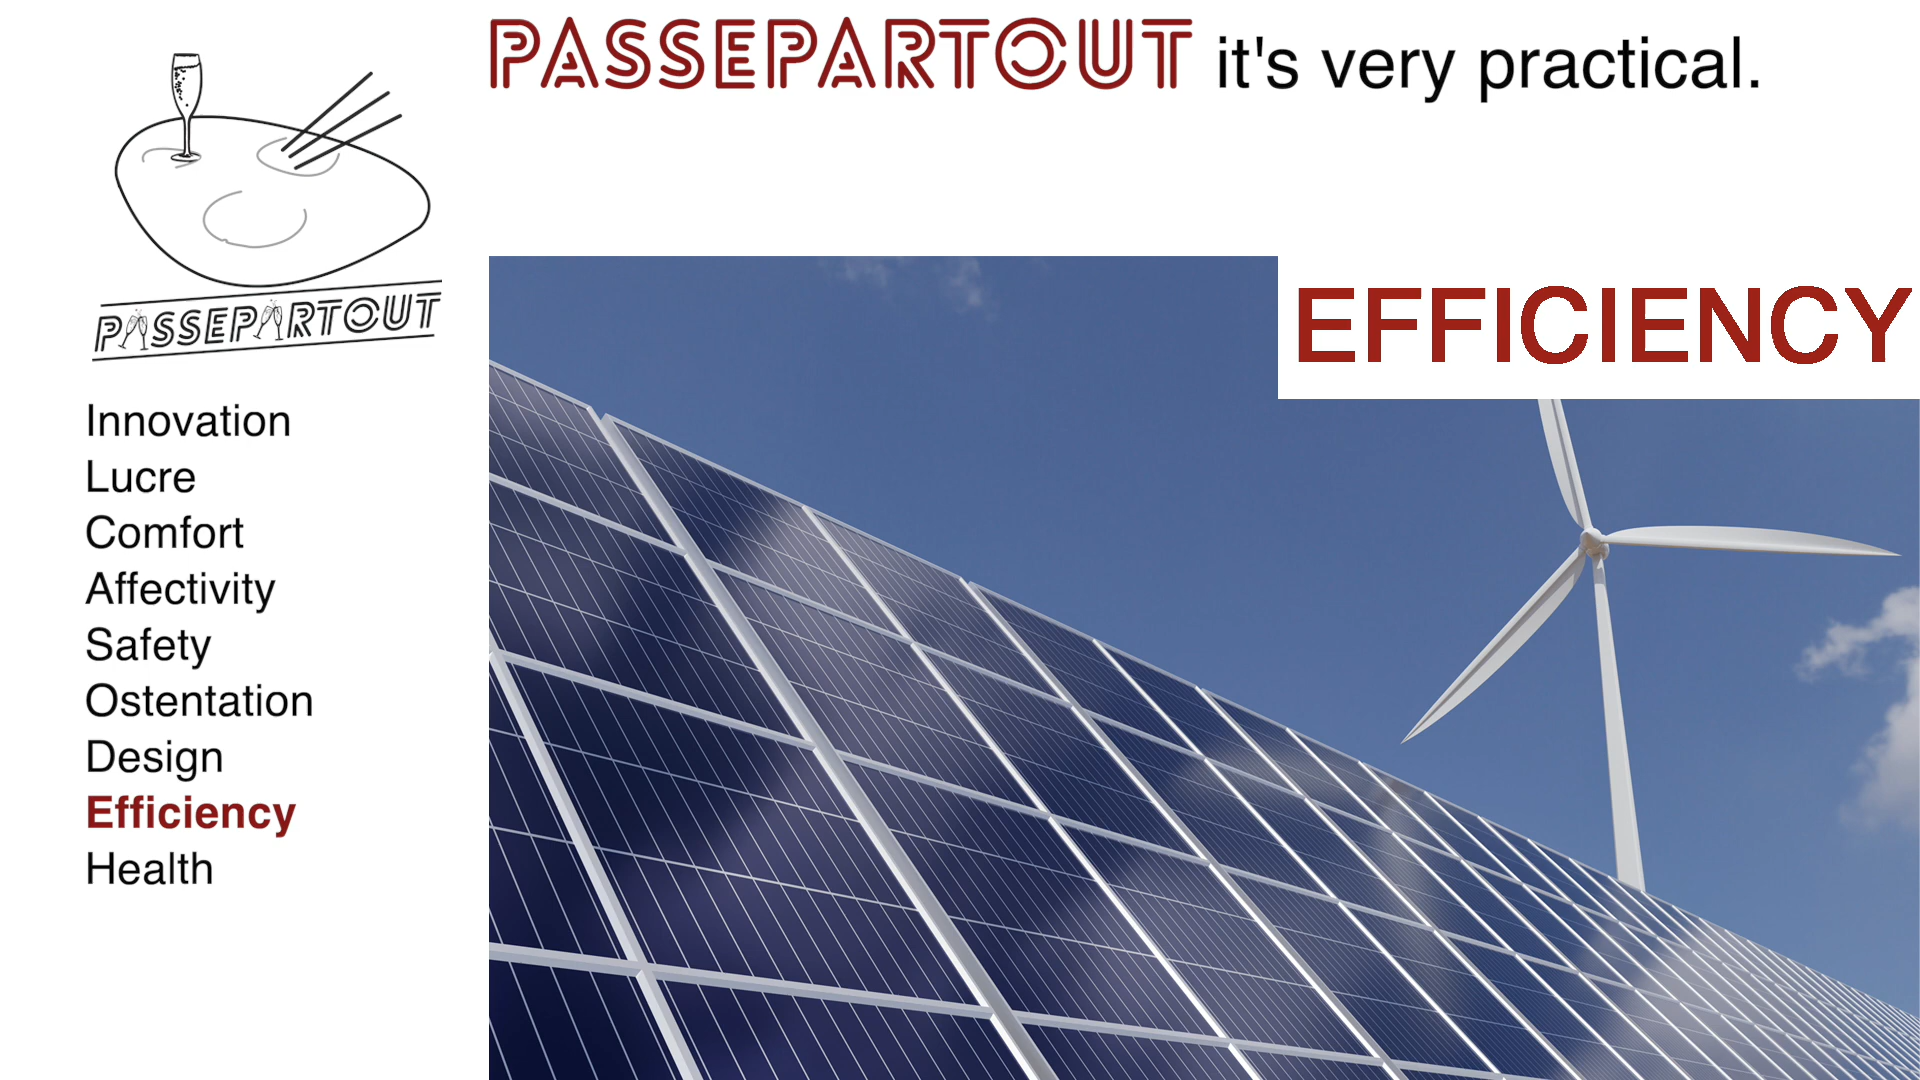 PASSEPARTOUT it's very practical.
PASSEPARTOUT
EFFICIENCY
Innovation
Lucre
Comfort
Affectivity
Safety
Ostentation
Design
Efficiency
Health